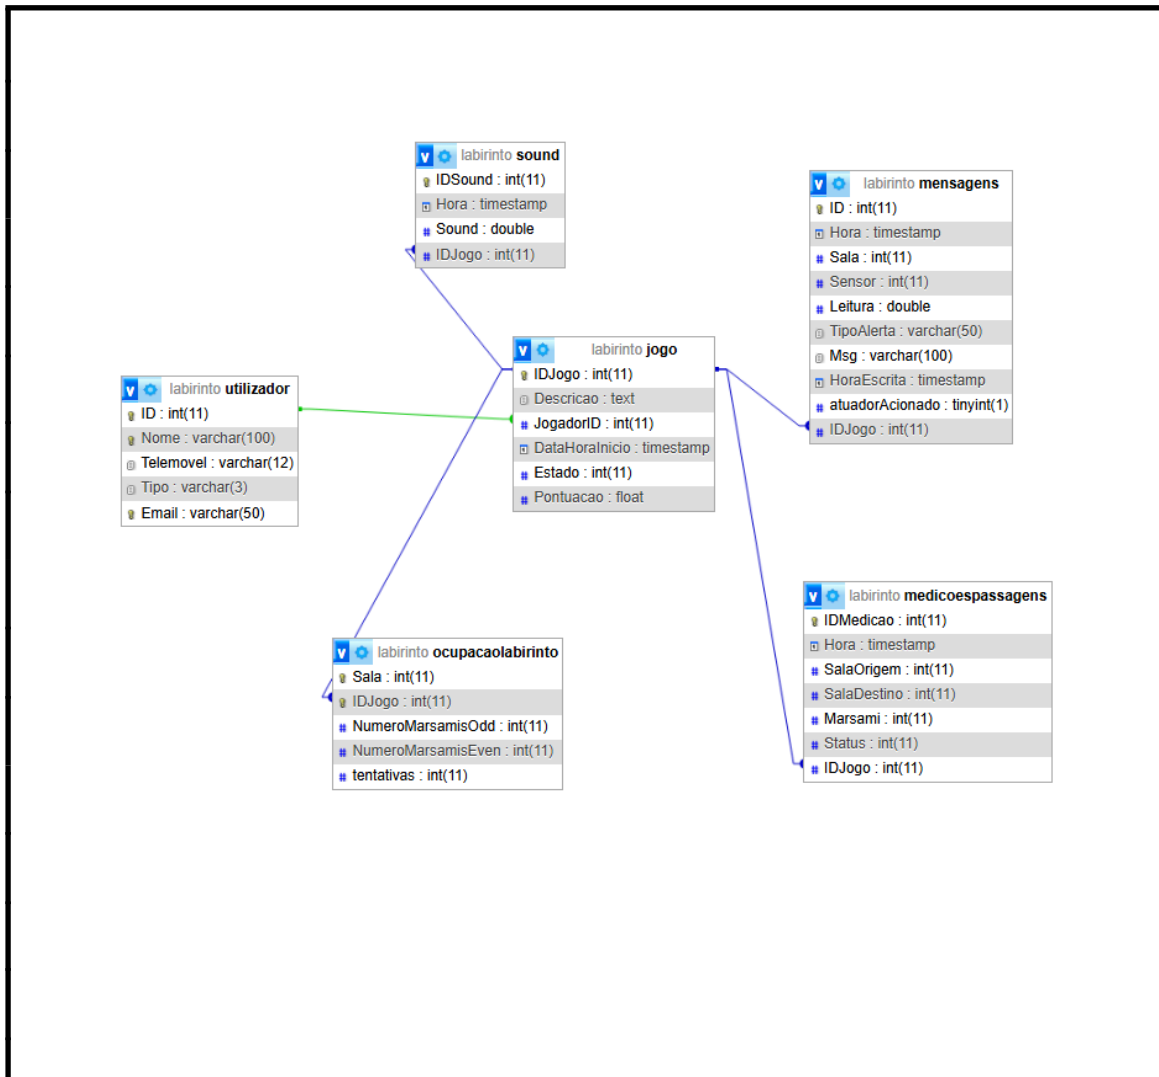 labirinto sound
IDSound : int(11)
Hora : timestamp
Sound : double
IDJogo : int(11)
labirinto mensagens
ID : int(11)
Hora : timestamp
Sala : int(11)
Sensor : int(11)
Leitura : double
TipoAlerta : varchar(50)
Msg : varchar(100)
HoraEscrita : timestamp
atuadorAcionado : tinyint(1)
IDJogo : int(11)
labirinto jogo
IDJogo : int(11)
Descricao : text
JogadorID : int(11)
DataHoraInicio : timestamp
Estado : int(11)
Pontuacao : float
labirinto utilizador
ID : int(11)
Nome : varchar(100)
Telemovel : varchar(12)
Tipo : varchar(3)
Email : varchar(50)
labirinto ocupacaolabirinto
Sala : int(11)
IDJogo : int(11)
NumeroMarsamisOdd : int(11)
NumeroMarsamisEven : int(11)
tentativas : int(11)
labirinto medicoespassagens
IDMedicao : int(11)
Hora : timestamp
SalaOrigem : int(11)
SalaDestino : int(11)
Marsami : int(11)
Status : int(11)
IDJogo : int(11)